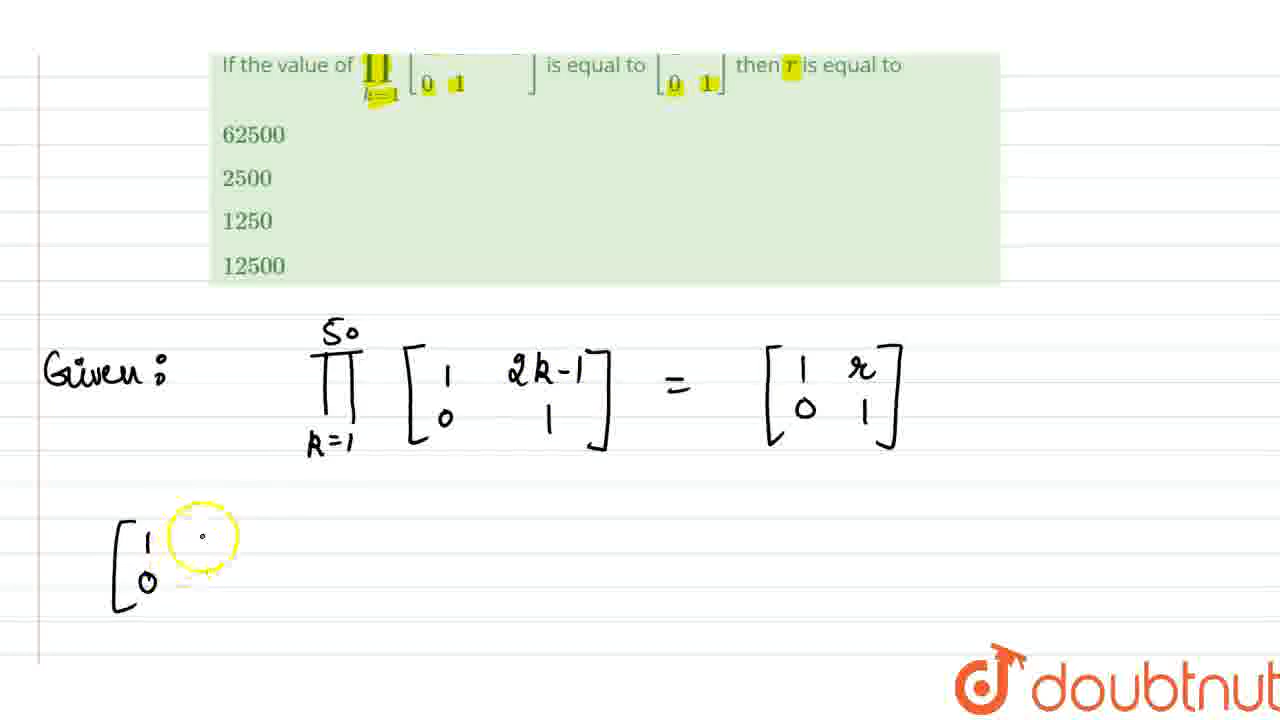 If the value of ∏ k=1 [ 0 1 ] is equal to [ 0 1 ] then r is equal to
62500
2500
1250
12500
Given: 50 ∏ k=1 [ 1 2k-1 0 1 ] = [ 1 r 0 1 ]
[ 1
0
doubtnut